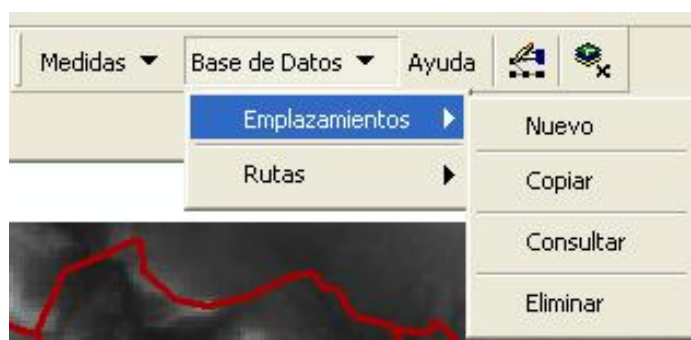 Medidas Base de Datos Ayuda
Emplazamientos
Rutas
Nuevo
Copiar
Consultar
Eliminar